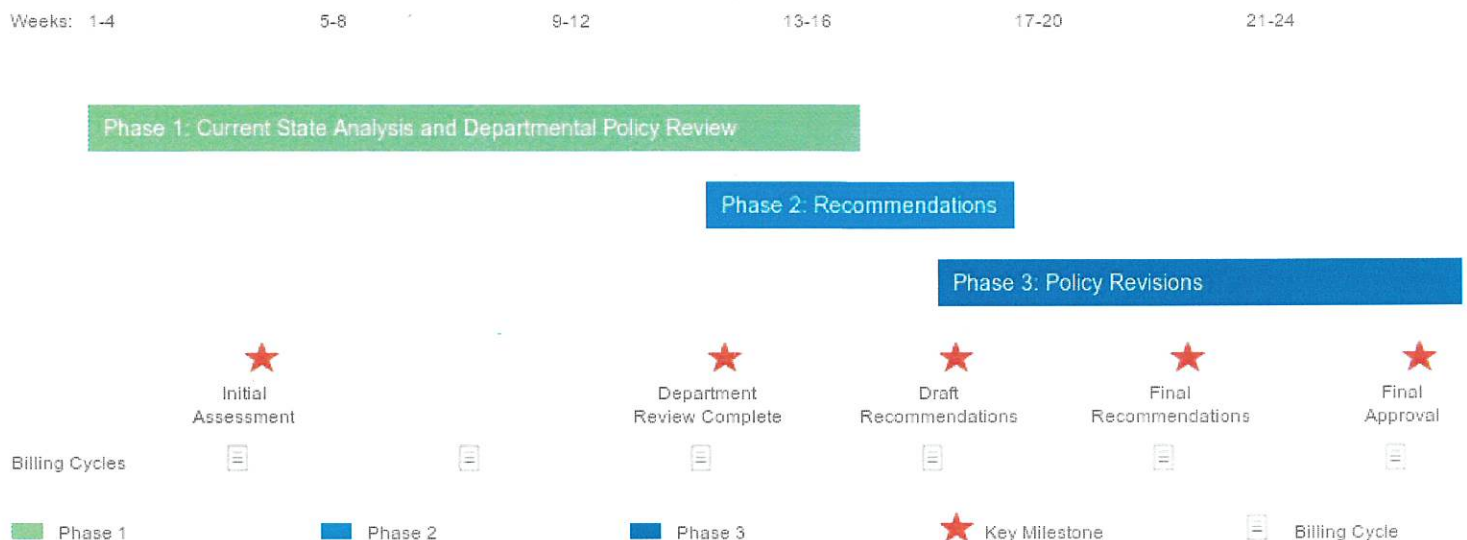 Weeks: 1-4 5-8 9-12 13-16 17-20 21-24
Phase 1: Current State Analysis and Departmental Policy Review
Phase 2: Recommendations
Phase 3: Policy Revisions
Initial
Assessment
Department
Review Complete
Draft
Recommendations
Final
Recommendations
Final
Approval
Billing Cycles
Phase 1 Phase 2 Phase 3 Key Milestone Billing Cycle